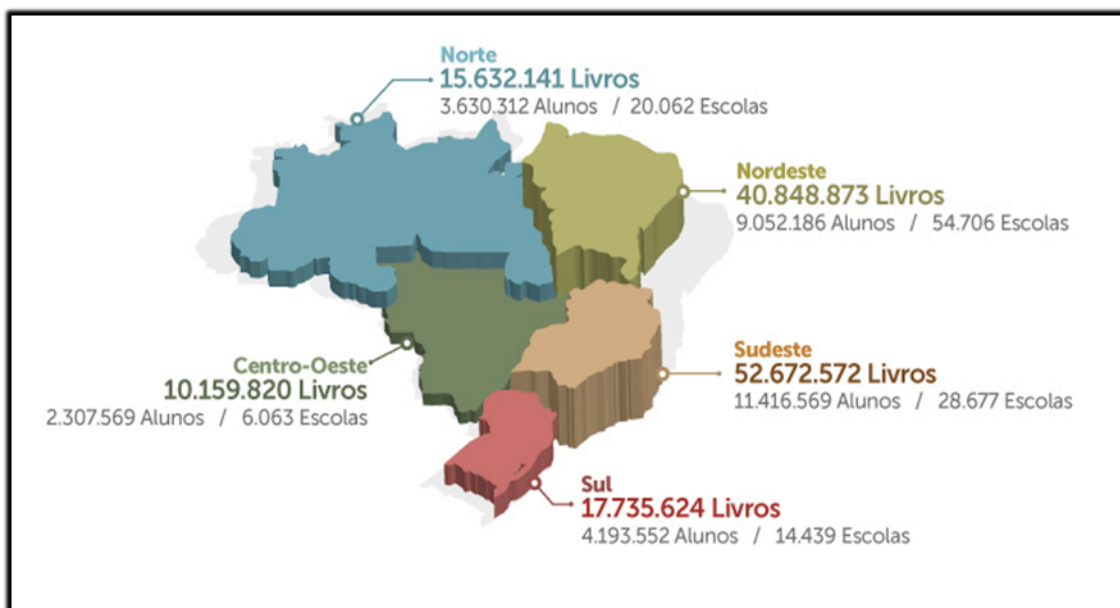 Norte
15.632.141 Livros
3.630.312 Alunos / 20.062 Escolas
Nordeste
40.848.873 Livros
9.052.186 Alunos / 54.706 Escolas
Centro-Oeste
10.159.820 Livros
2.307.569 Alunos / 6.063 Escolas
Sudeste
52.672.572 Livros
11.416.569 Alunos / 28.677 Escolas
Sul
17.735.624 Livros
4.193.552 Alunos / 14.439 Escolas